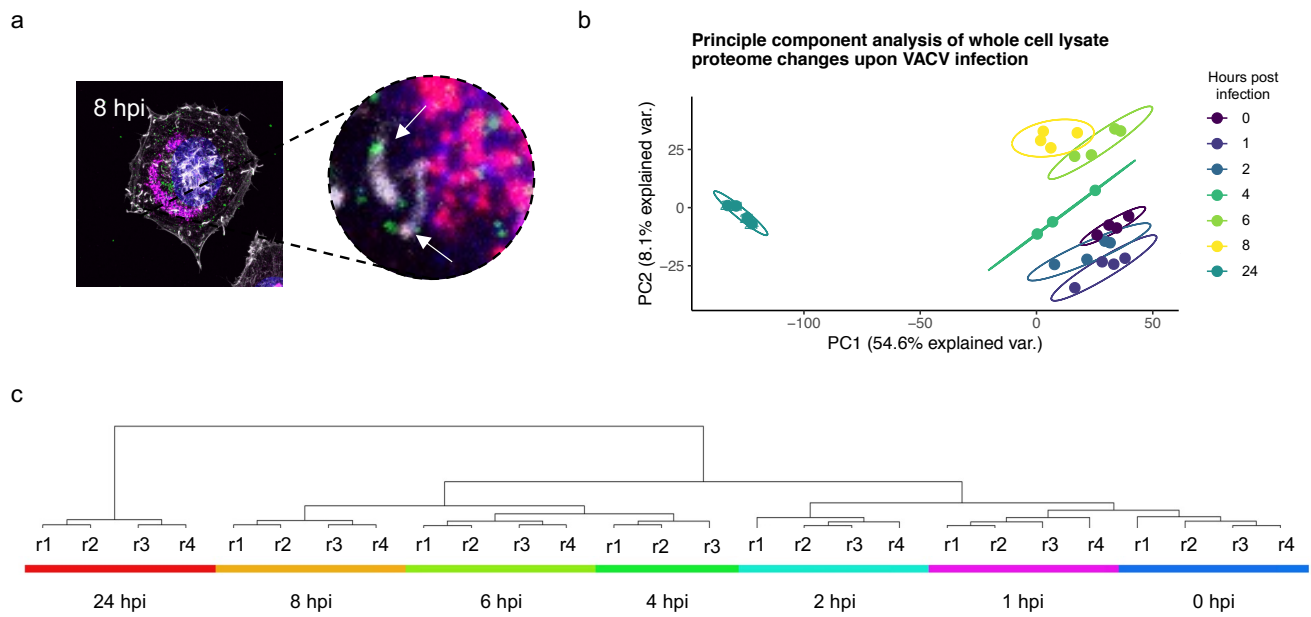 a
8 hpi
b
Principle component analysis of whole cell lysate
proteome changes upon VACV infection
PC2 (8.1% explained var.)
25
0
−25
−100
−50
0
50
PC1 (54.6% explained var.)
Hours post
infection
0
1
2
4
6
8
24
c
r1 r2 r3 r4 r1 r2 r3 r4 r1 r2 r3 r4 r1 r2 r3 r1 r2 r3 r4 r1 r2 r3 r4 r1 r2 r3 r4
24 hpi 8 hpi 6 hpi 4 hpi 2 hpi 1 hpi 0 hpi